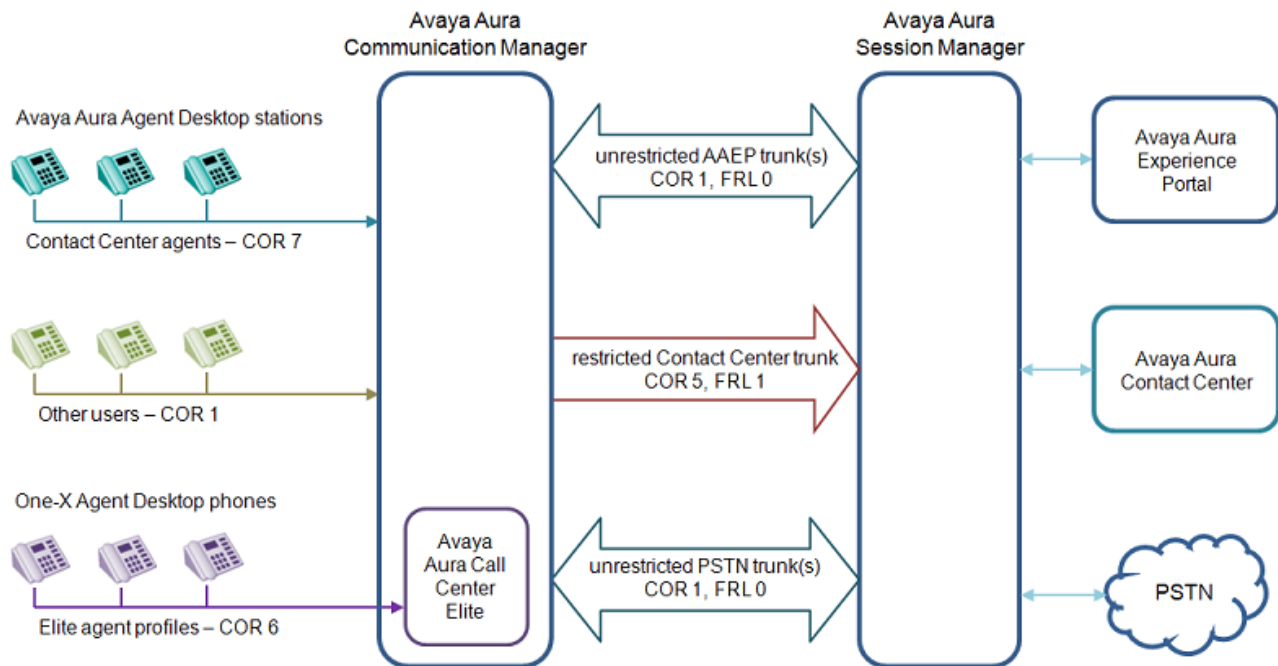 Avaya Aura
Communication Manager
Avaya Aura
Session Manager
Avaya Aura Agent Desktop stations
Contact Center agents – COR 7
Other users – COR 1
One-X Agent Desktop phones
Elite agent profiles – COR 6
Avaya
Aura Call
Center
Elite
unrestricted AAEP trunk(s)
COR 1, FRL 0
restricted Contact Center trunk
COR 5, FRL 1
unrestricted PSTN trunk(s)
COR 1, FRL 0
Avaya Aura
Experience
Portal
Avaya Aura
Contact Center
PSTN